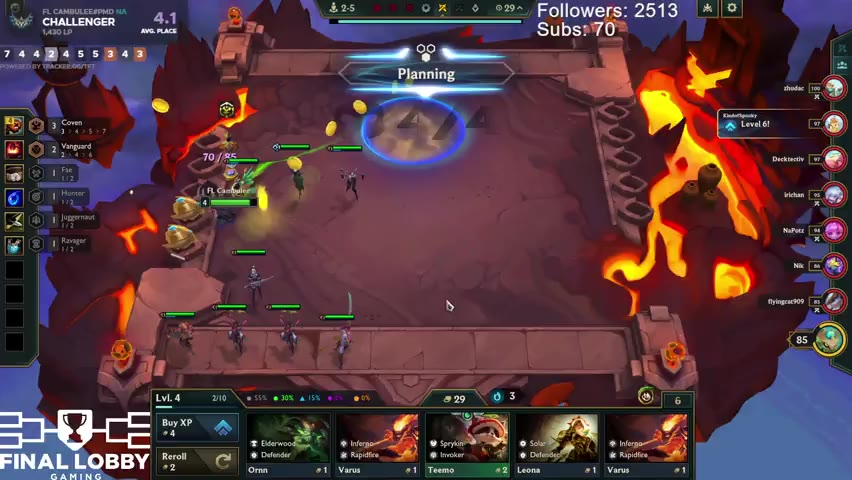 FL CAMBULEE#PMD NA
CHALLENGER
1,430 LP
4.1
AVG. PLACE
7 4 4 2 4 5 5 3 4 3
POWERED BY TRACKER.GG/TFT
2-5
29
Followers: 2513
Subs: 70
Planning
zhudac 100
KindofSpooky 97
Level 6!
Decktectiv 97
irichan 95
NaPotz 94
Nik 86
flyingcat909 85
85
3 Coven
3 > 4 > 5 > 7
2 Vanguard
2 > 4 > 6
1 Fae
1 / 2
1 Hunter
1 / 2
1 Juggernaut
1 / 2
1 Ravager
1 / 2
70 / 85
FL Cambulee
4
Lvl. 4
2/10
55% 30% 15% 0% 0%
29
3
6
Buy XP
4
Reroll
2
Elderwood
Defender
Ornn 1
Inferno
Rapidfire
Varus 1
Sprykin
Invoker
Teemo 2
Solar
Defender
Leona 1
Inferno
Rapidfire
Varus 1
FINAL LOBBY
GAMING